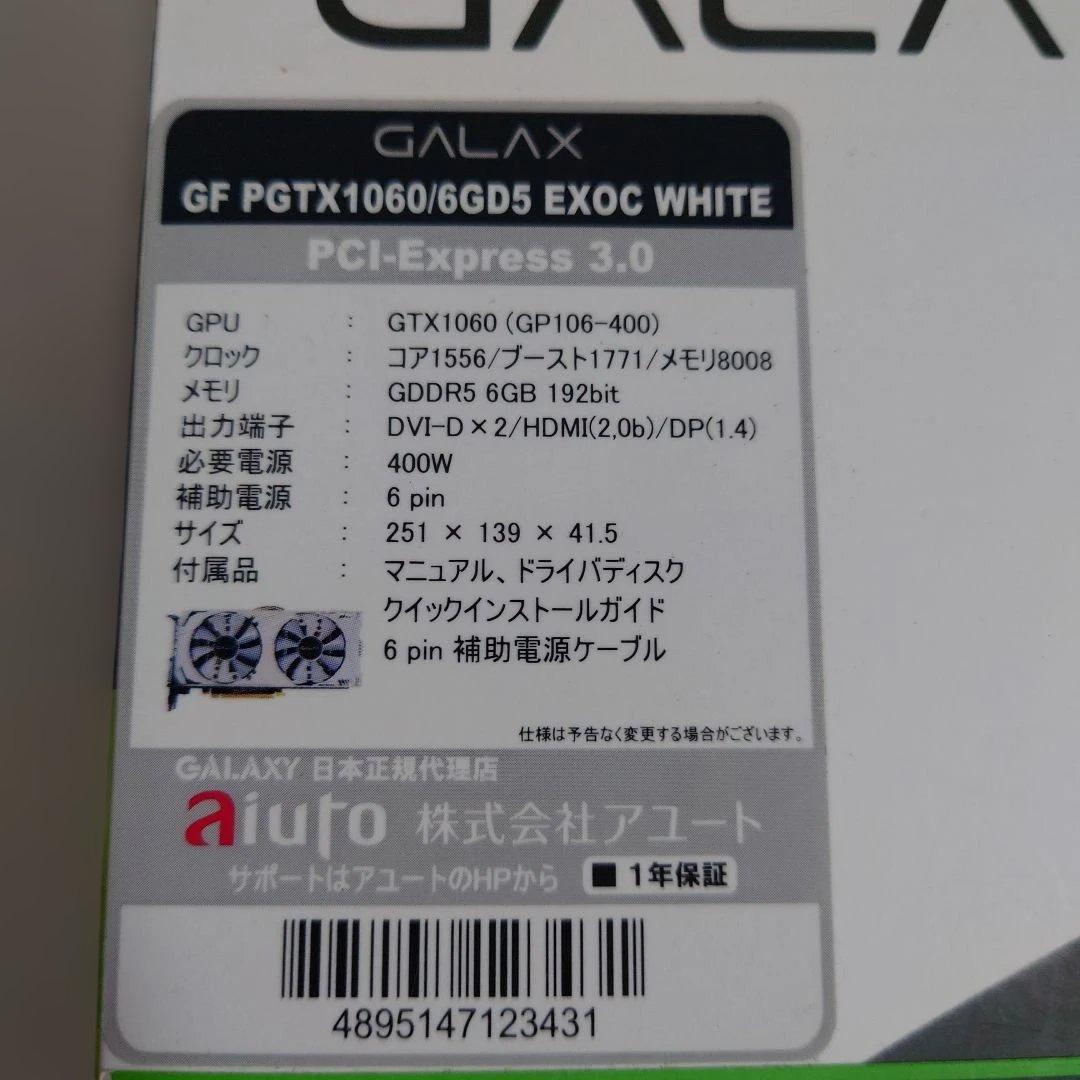 GALAX
GALAX
GF PGTX1060/6GD5 EXOC WHITE
PCI-Express 3.0
GPU : GTX1060 (GP106-400)
クロック : コア1556/ブースト1771/メモリ8008
メモリ : GDDR5 6GB 192bit
出力端子 : DVI-D×2/HDMI(2,0b)/DP(1.4)
必要電源 : 400W
補助電源 : 6 pin
サイズ : 251 × 139 × 41.5
付属品 : マニュアル、ドライバディスク
クイックインストールガイド
6 pin 補助電源ケーブル
仕様は予告なく変更する場合がございます。
GALAXY 日本正規代理店
aiuto 株式会社アユート
サポートはアユートのHPから ■ 1年保証
4895147123431